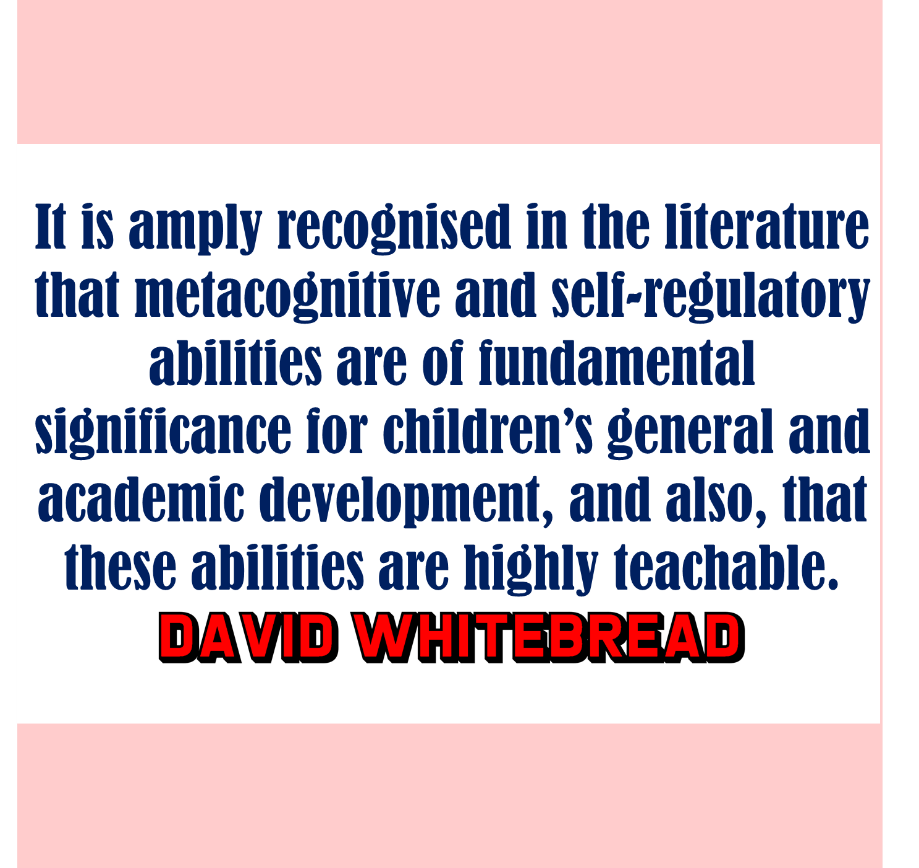 It is amply recognised in the literature
that metacognitive and self-regulatory
abilities are of fundamental
significance for children’s general and
academic development, and also, that
these abilities are highly teachable.
DAVID WHITEBREAD